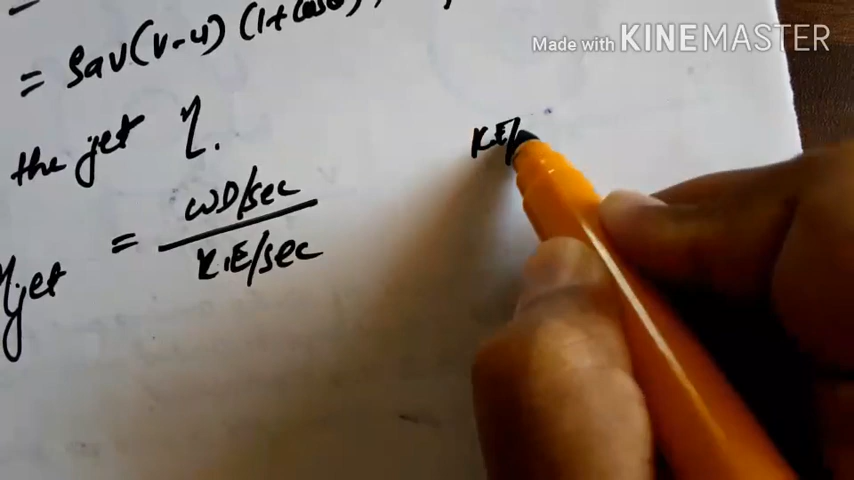 Made with KINEMASTER
= ρav(v-u)(1+cosθ)
the jet η.
ηjet = WD/sec
K.E/sec
K.E/